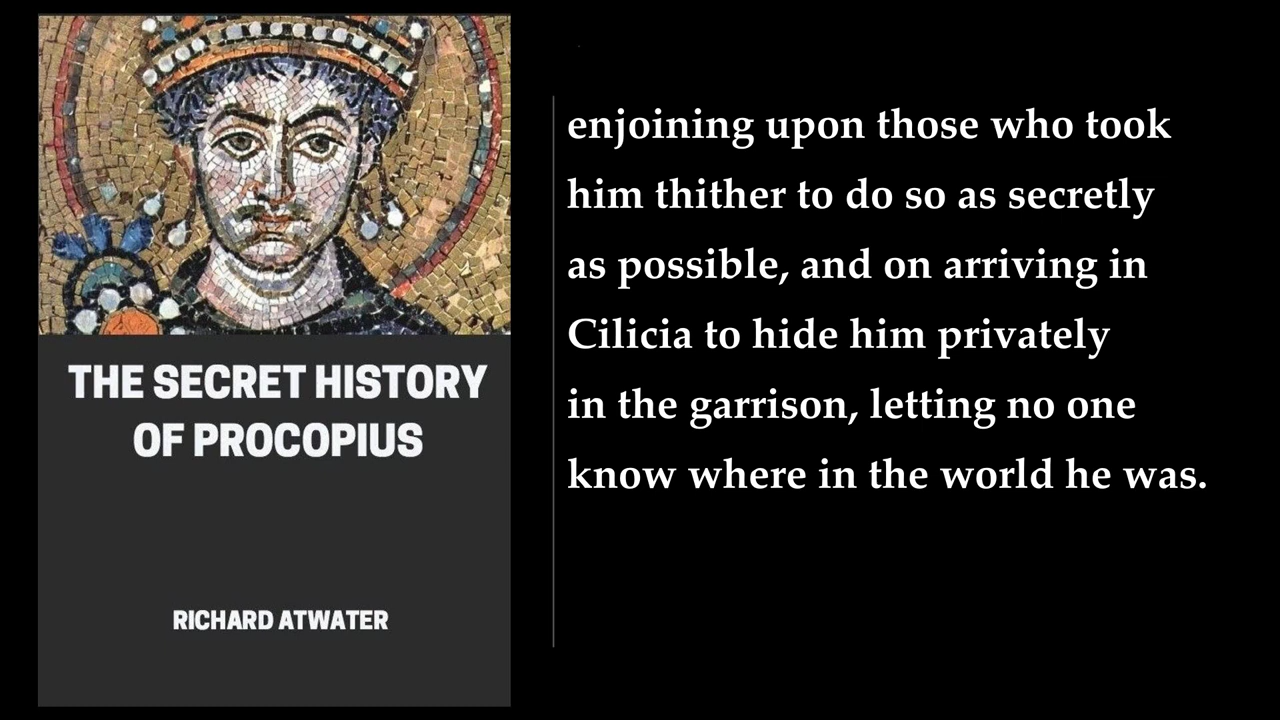 THE SECRET HISTORY
OF PROCOPIUS
RICHARD ATWATER
enjoining upon those who took
him thither to do so as secretly
as possible, and on arriving in
Cilicia to hide him privately
in the garrison, letting no one
know where in the world he was.